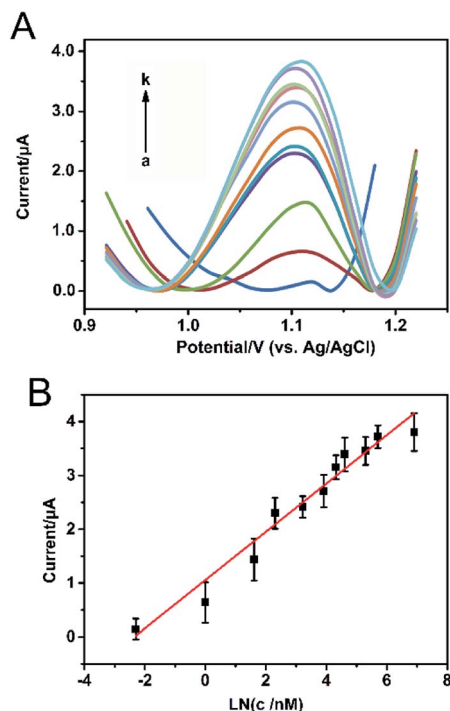 A
4.0
3.0
2.0
1.0
0.0
Current/μA
k
a
0.9
1.0
1.1
1.2
Potential/V (vs. Ag/AgCl)
B
4
3
2
1
0
Current/μA
-4
-2
0
2
4
6
8
LN(c /nM)